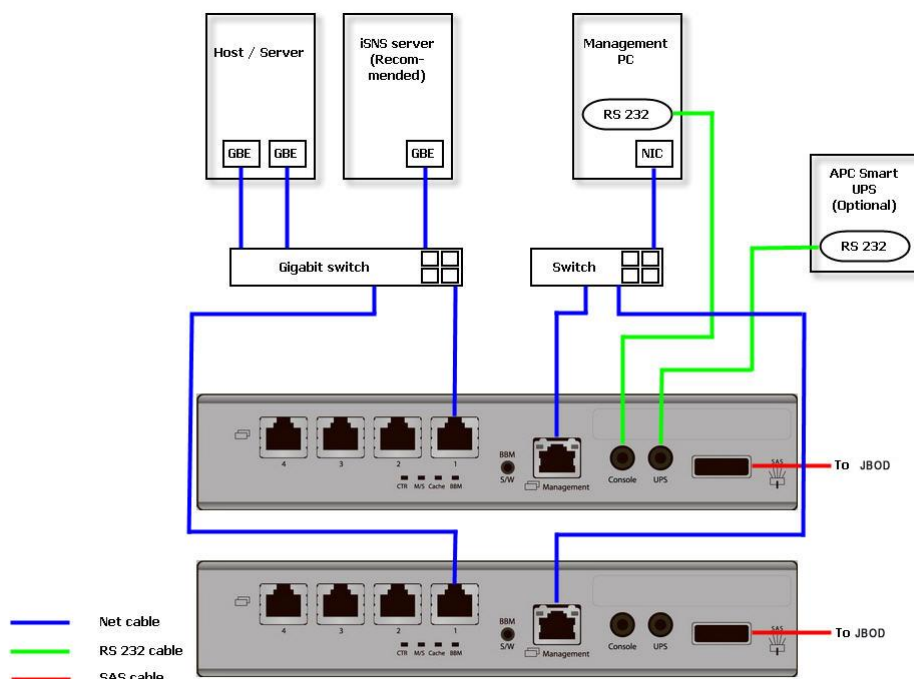 Host / Server
iSNS server
(Recom-
mended)
Management
PC
RS 232
GBE
GBE
GBE
NIC
APC Smart
UPS
(Optional)
RS 232
Gigabit switch
Switch
4
3
2
1
CTR M/S Cache BBM
BBM
S/W
Management
Console
UPS
SAS
To JBOD
4
3
2
1
CTR M/S Cache BBM
BBM
S/W
Management
Console
UPS
SAS
To JBOD
Net cable
RS 232 cable
SAS cable